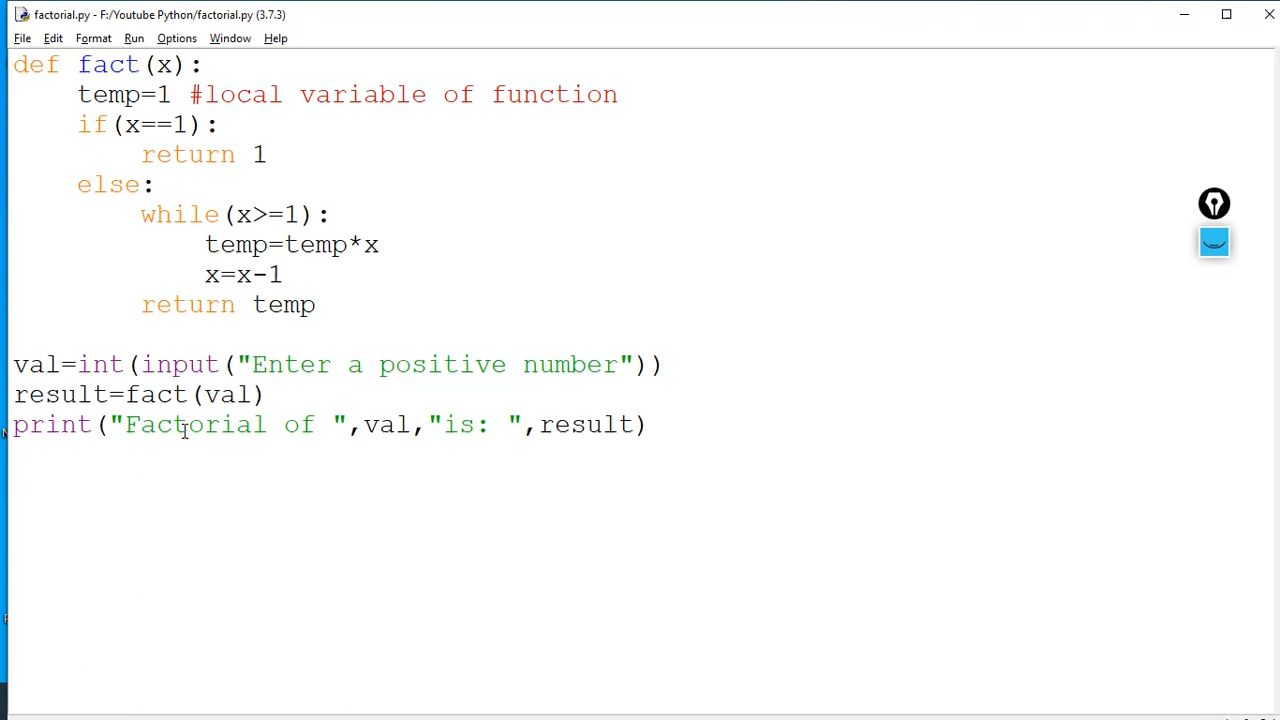 factorial.py - F:/Youtube Python/factorial.py (3.7.3)
File Edit Format Run Options Window Help
def fact(x):
    temp=1 #local variable of function
    if(x==1):
        return 1
    else:
        while(x>=1):
            temp=temp*x
            x=x-1
        return temp
val=int(input("Enter a positive number"))
result=fact(val)
print("Factorial of ",val,"is: ",result)